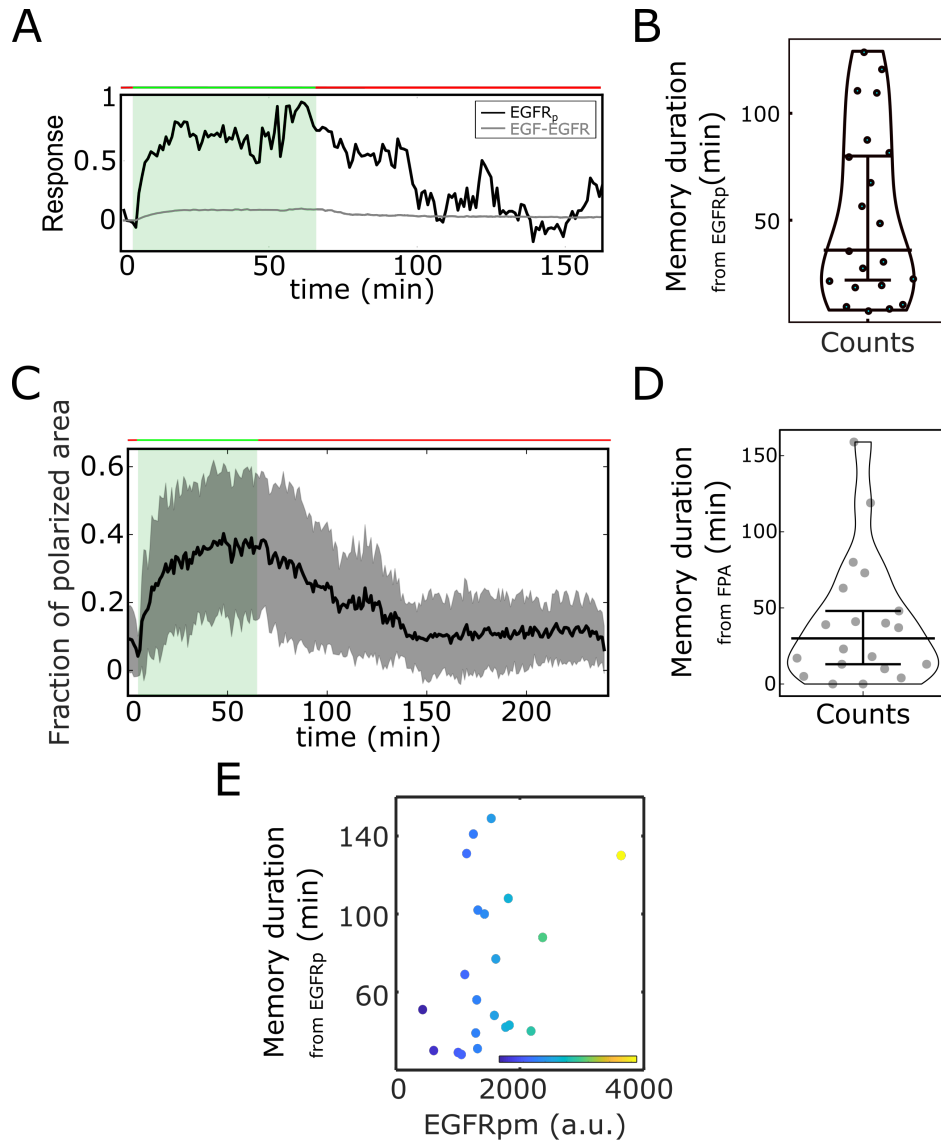 A
Response
1
0.5
0
EGFRp
EGF-EGFR
0
50
100
150
time (min)
B
Memory duration
from EGFRp (min)
100
50
Counts
C
Fraction of polarized area
0.6
0.4
0.2
0
0
50
100
150
200
time (min)
D
Memory duration
from FPA (min)
150
100
50
0
Counts
E
Memory duration
from EGFRp (min)
140
100
60
0
2000
4000
EGFRpm (a.u.)